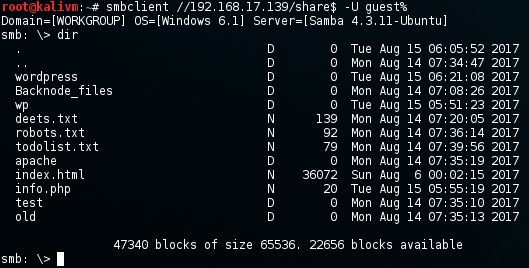 root@kalivm:~# smbclient //192.168.17.139/share$ -U guest%
Domain=[WORKGROUP] OS=[Windows 6.1] Server=[Samba 4.3.11-Ubuntu]
smb: \> dir
. D 0 Tue Aug 15 06:05:52 2017
.. D 0 Mon Aug 14 07:34:47 2017
wordpress D 0 Tue Aug 15 06:21:08 2017
Backnode_files D 0 Mon Aug 14 07:08:26 2017
wp D 0 Tue Aug 15 05:51:23 2017
deets.txt N 139 Mon Aug 14 07:20:05 2017
robots.txt N 92 Mon Aug 14 07:36:14 2017
todolist.txt N 79 Mon Aug 14 07:39:56 2017
apache D 0 Mon Aug 14 07:35:19 2017
index.html N 36072 Sun Aug 6 00:02:15 2017
info.php N 20 Tue Aug 15 05:55:19 2017
test D 0 Mon Aug 14 07:35:10 2017
old D 0 Mon Aug 14 07:35:13 2017
47340 blocks of size 65536. 22656 blocks available
smb: \>